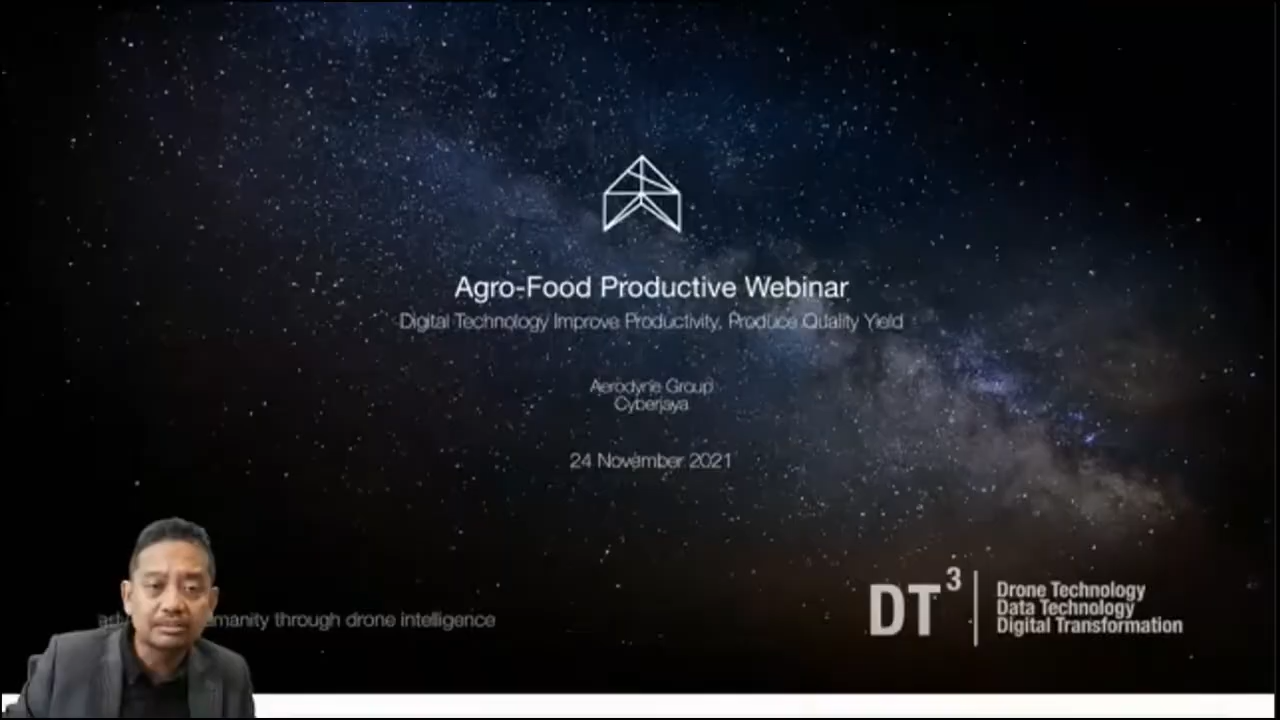 Agro-Food Productive Webinar
Digital Technology Improve Productivity, Produce Quality Yield
Aerodyne Group
Cyberjaya
24 November 2021
through drone intelligence
DT3
Drone Technology
Data Technology
Digital Transformation